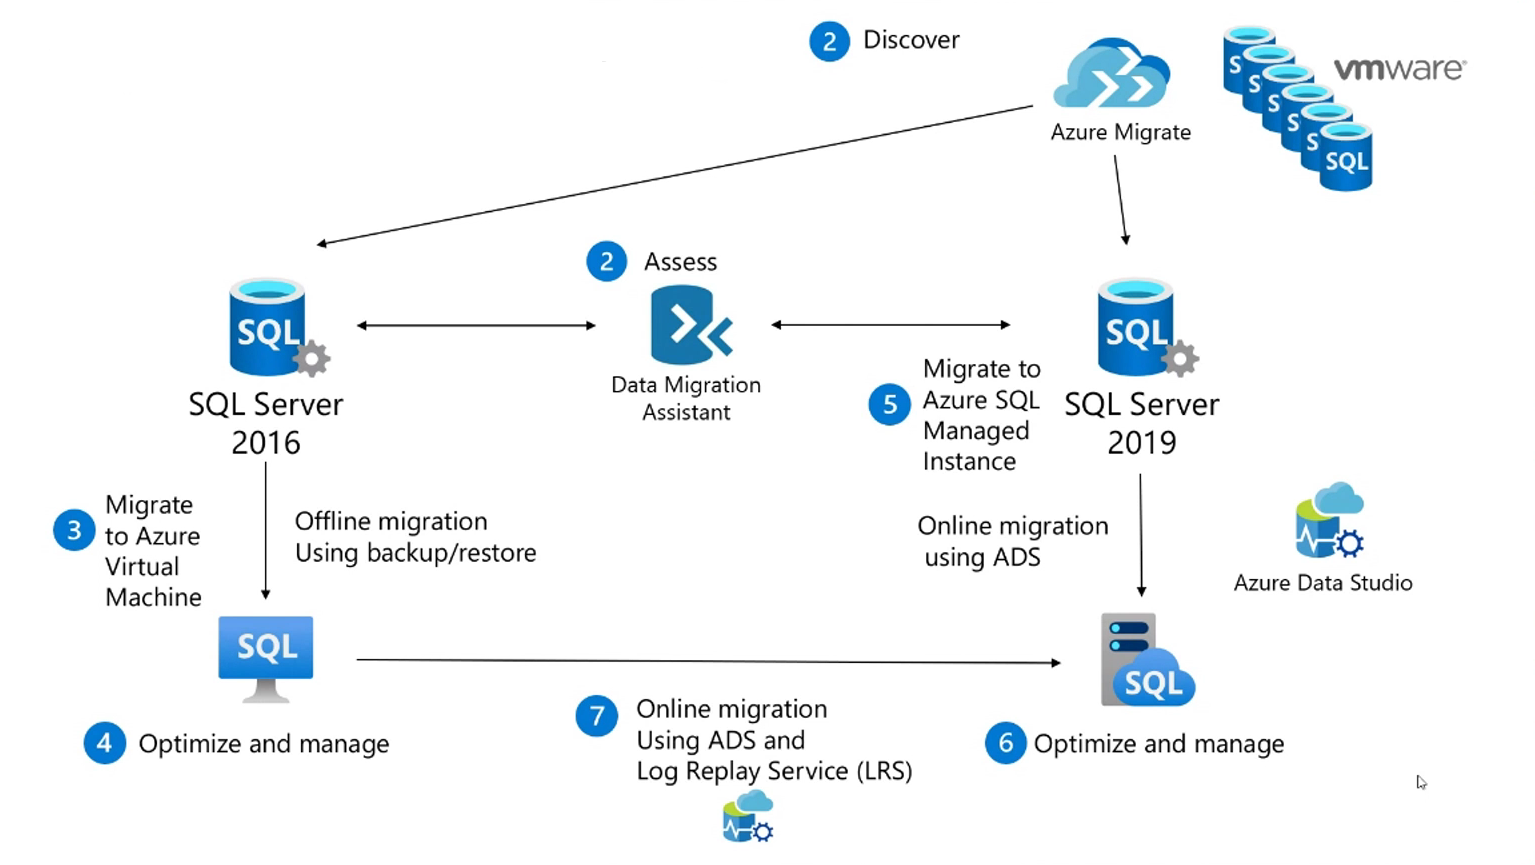 2 Discover
vmware®
S
S
S
S
S
SQL
Azure Migrate
2 Assess
SQL
SQL Server
2016
Data Migration
Assistant
SQL
SQL Server
2019
5
Migrate to
Azure SQL
Managed
Instance
3
Migrate
to Azure
Virtual
Machine
Offline migration
Using backup/restore
Online migration
using ADS
Azure Data Studio
SQL
SQL
4 Optimize and manage
7
Online migration
Using ADS and
Log Replay Service (LRS)
6 Optimize and manage